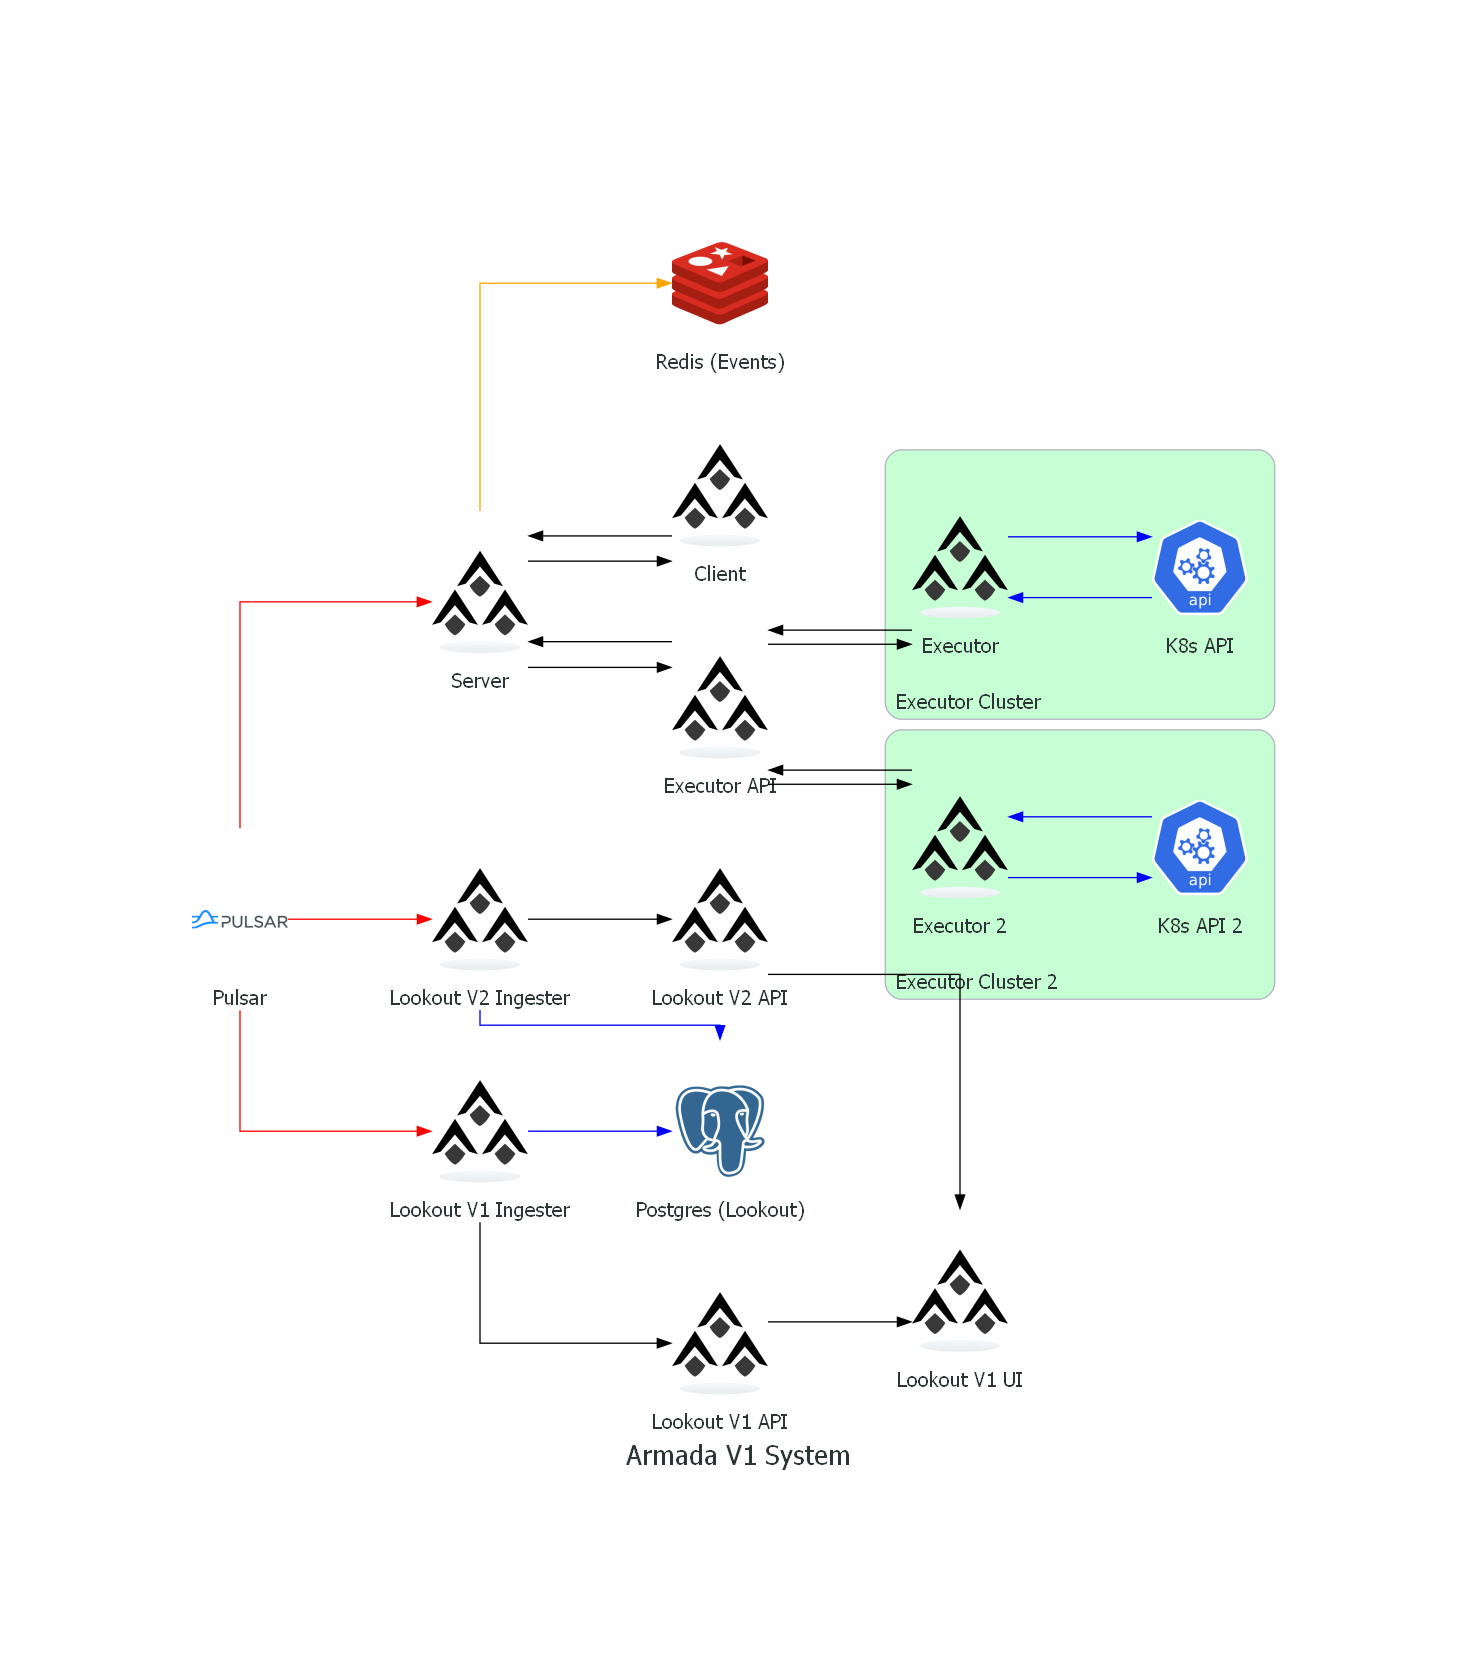 Redis (Events)
Client
Server
Executor
api
K8s API
Executor Cluster
Executor API
Executor 2
api
K8s API 2
Executor Cluster 2
PULSAR
Pulsar
Lookout V2 Ingester
Lookout V2 API
Lookout V1 Ingester
Postgres (Lookout)
Lookout V1 UI
Lookout V1 API
Armada V1 System